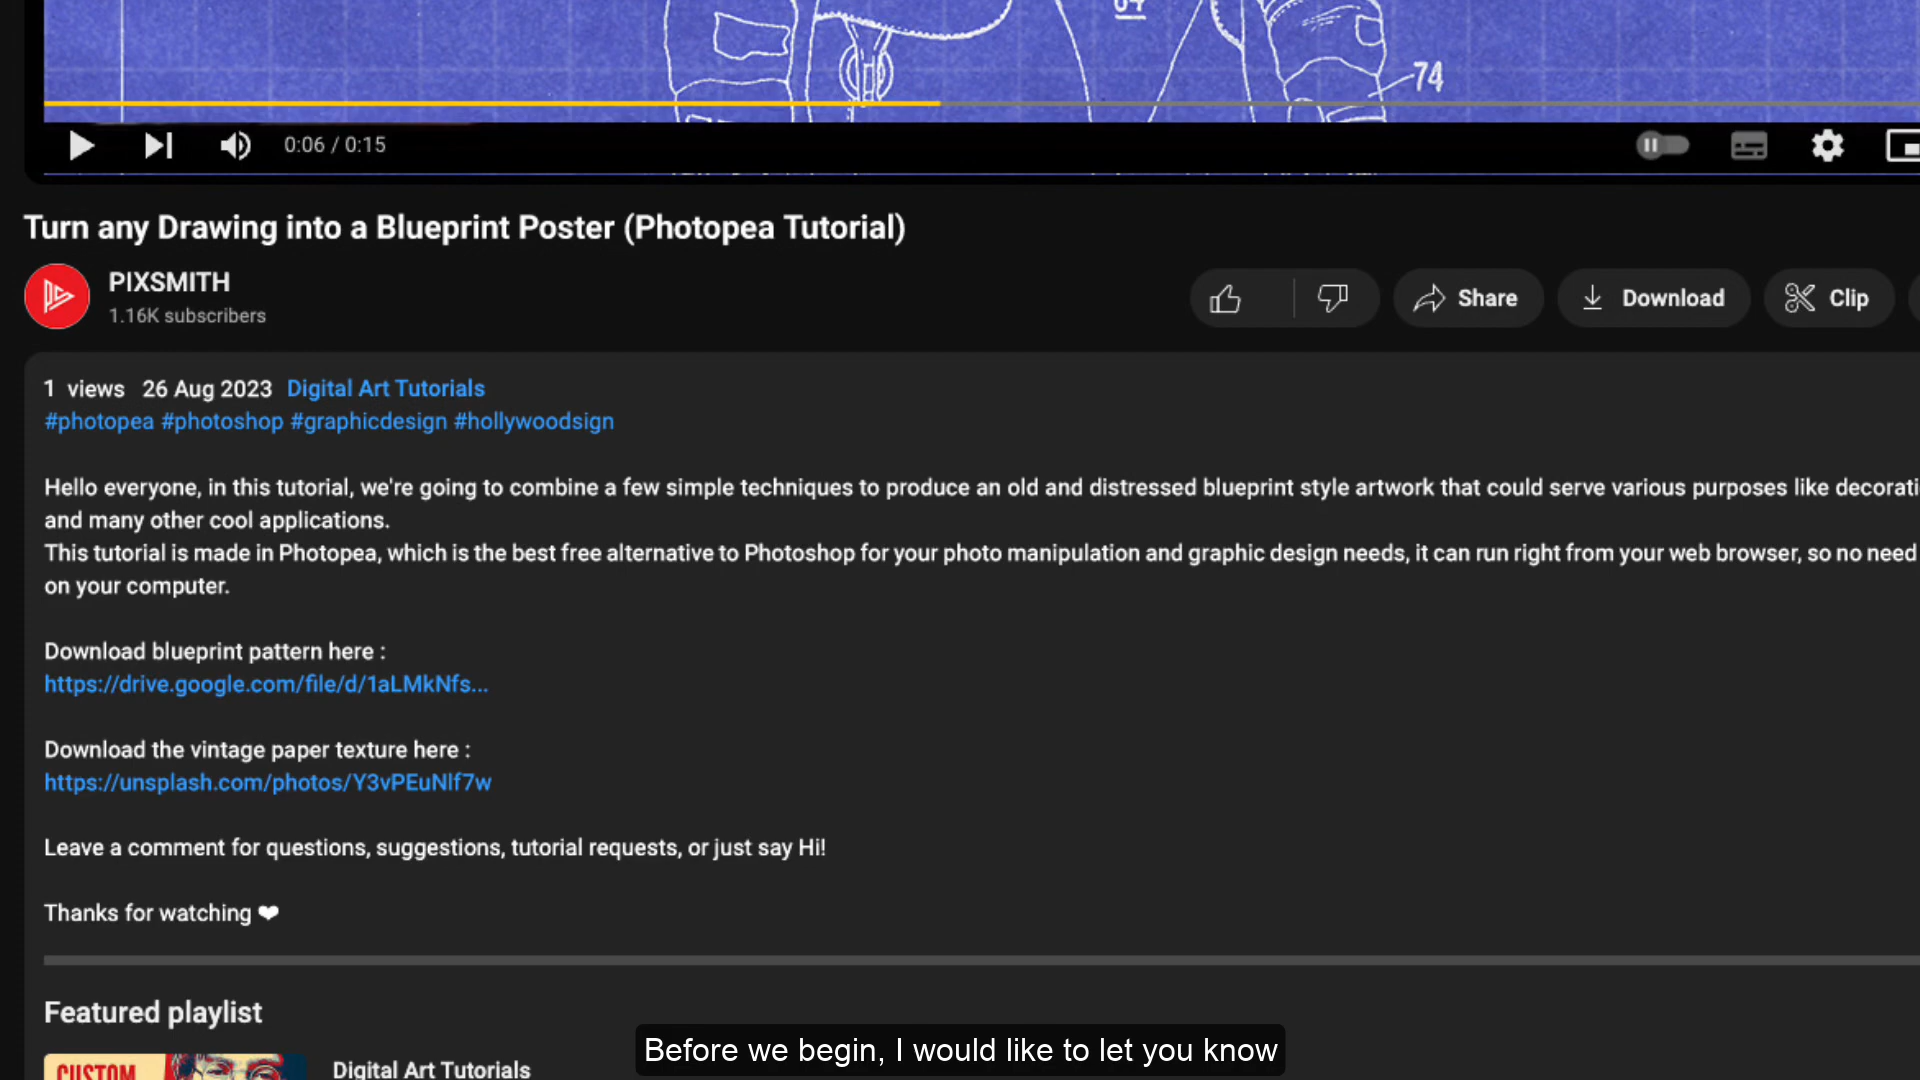 74
0:06 / 0:15
Turn any Drawing into a Blueprint Poster (Photopea Tutorial)
PIXSMITH
1.16K subscribers
Share
Download
Clip
1 views 26 Aug 2023 Digital Art Tutorials
#photopea #photoshop #graphicdesign #hollywoodsign
Hello everyone, in this tutorial, we're going to combine a few simple techniques to produce an old and distressed blueprint style artwork that could serve various purposes like decorati
and many other cool applications.
This tutorial is made in Photopea, which is the best free alternative to Photoshop for your photo manipulation and graphic design needs, it can run right from your web browser, so no need
on your computer.
Download blueprint pattern here :
https://drive.google.com/file/d/1aLMkNfs...
Download the vintage paper texture here :
https://unsplash.com/photos/Y3vPEuNlf7w
Leave a comment for questions, suggestions, tutorial requests, or just say Hi!
Thanks for watching ❤
Featured playlist
CUSTOM
Digital Art Tutorials
Before we begin, I would like to let you know